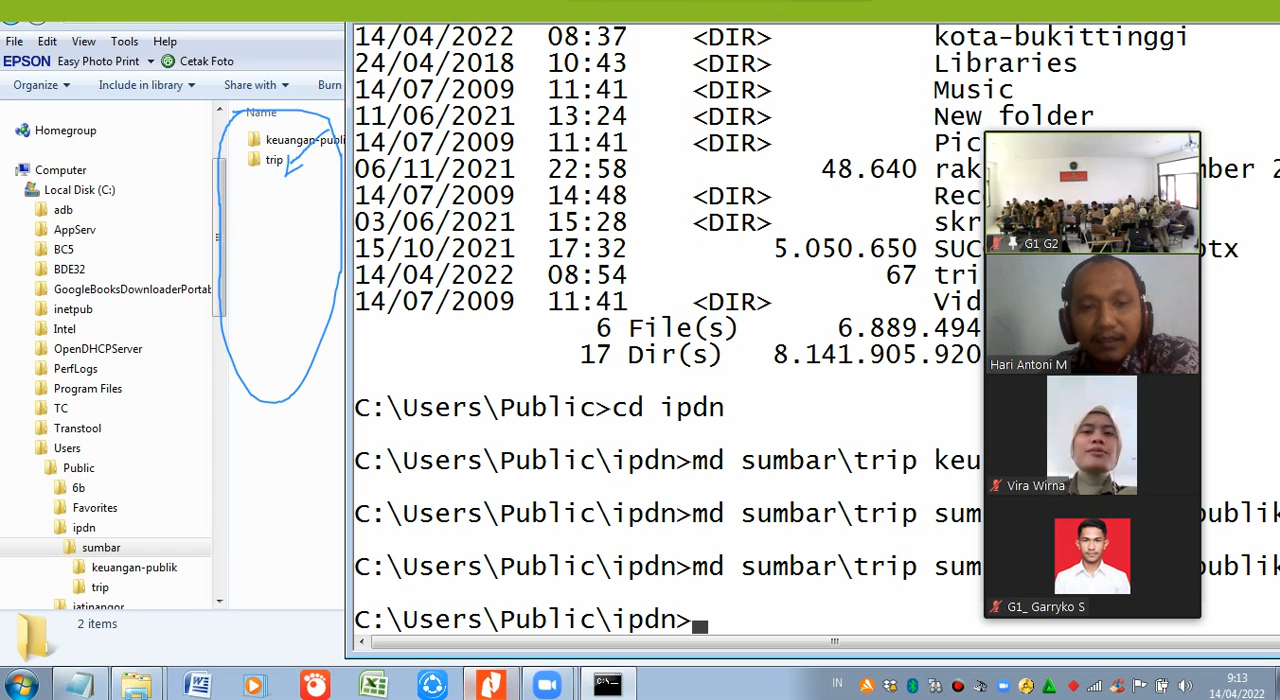 File Edit View Tools Help
EPSON Easy Photo Print Cetak Foto
Organize Include in library Share with Burn
Name
keuangan-publi
trip
Homegroup
Computer
Local Disk (C:)
adb
AppServ
BC5
BDE32
GoogleBooksDownloaderPortab
inetpub
Intel
OpenDHCPServer
PerfLogs
Program Files
TC
Transtool
Users
Public
6b
Favorites
ipdn
sumbar
keuangan-publik
trip
jatinangor
2 items
14/04/2022 08:37 <DIR> kota-bukittinggi
24/04/2018 10:43 <DIR> Libraries
14/07/2009 11:41 <DIR> Music
11/06/2021 13:24 <DIR> New folder
14/07/2009 11:41 <DIR> Pic
06/11/2021 22:58 48.640 rak mber 2
14/07/2009 14:48 <DIR> Rec
03/06/2021 15:28 <DIR> skr
15/10/2021 17:32 5.050.650 SUC ptx
14/04/2022 08:54 67 tri
14/07/2009 11:41 <DIR> Vid
6 File(s) 6.889.494
17 Dir(s) 8.141.905.920
C:\Users\Public>cd ipdn
C:\Users\Public\ipdn>md sumbar\trip keu
C:\Users\Public\ipdn>md sumbar\trip sum publik
C:\Users\Public\ipdn>md sumbar\trip sum publik
C:\Users\Public\ipdn>
G1 G2
Hari Antoni M
Vira Wirna
G1_ Garryko S
IN
9:13
14/04/2022